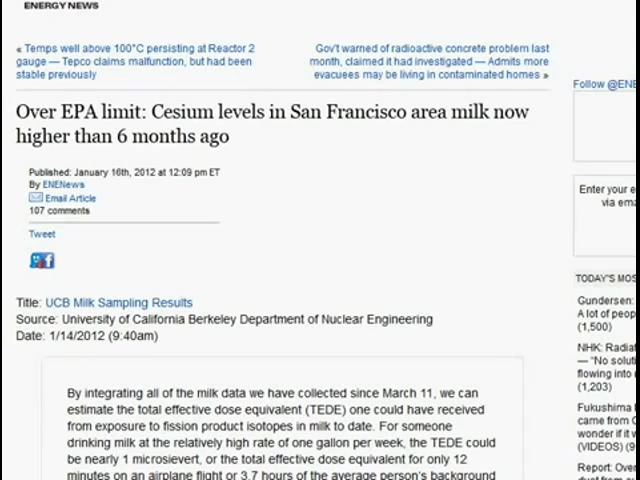 ENERGY NEWS
« Temps well above 100°C persisting at Reactor 2
gauge — Tepco claims malfunction, but had been
stable previously
Gov't warned of radioactive concrete problem last
month, claimed it had investigated — Admits more
evacuees may be living in contaminated homes »
Follow @ENE
Over EPA limit: Cesium levels in San Francisco area milk now
higher than 6 months ago
Published: January 16th, 2012 at 12:09 pm ET
By ENENews
Email Article
107 comments
Tweet
Enter your e
via ema
Title: UCB Milk Sampling Results
Source: University of California Berkeley Department of Nuclear Engineering
Date: 1/14/2012 (9:40am)
By integrating all of the milk data we have collected since March 11, we can
estimate the total effective dose equivalent (TEDE) one could have received
from exposure to fission product isotopes in milk to date. For someone
drinking milk at the relatively high rate of one gallon per week, the TEDE could
be nearly 1 microsievert, or the total effective dose equivalent for only 12
minutes on an airplane flight or 3.7 hours of the average person's background
TODAY'S MOS
Gundersen:
A lot of peop
(1,500)
NHK: Radia
— "No soluti
flowing into
(1,203)
Fukushima
came from C
wonder if it w
(VIDEOS) (9
Report: Over